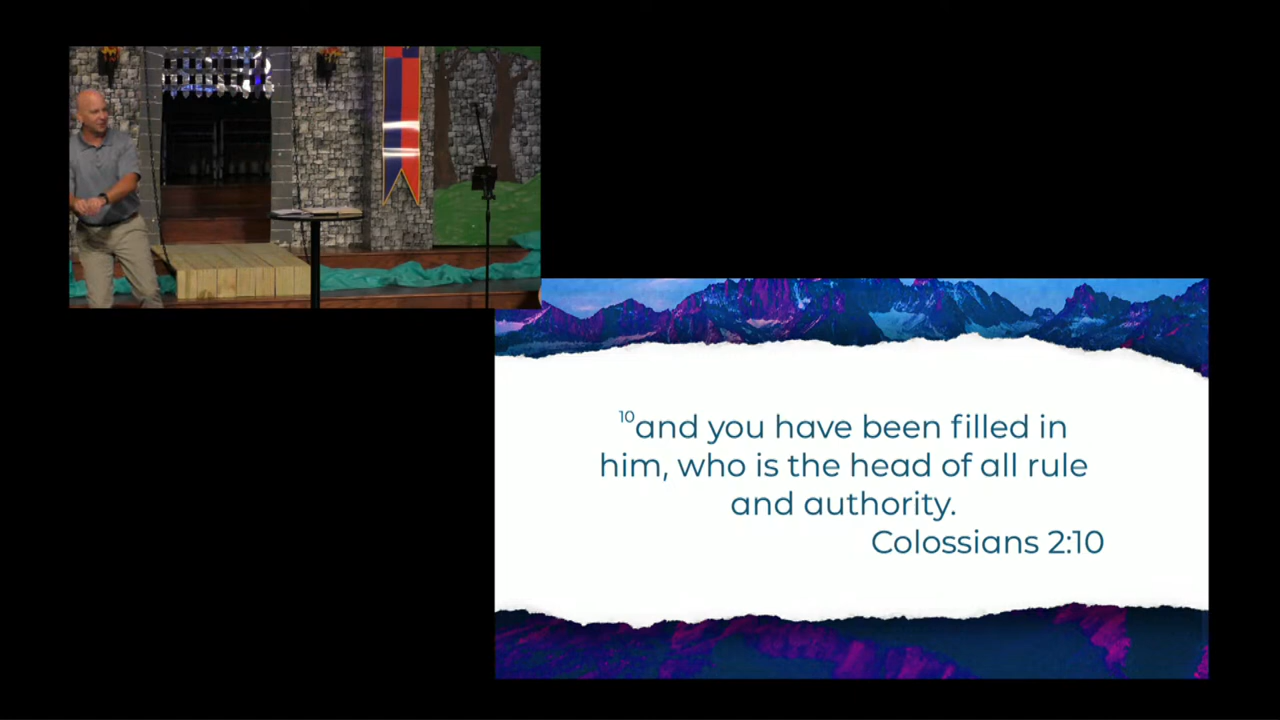 ¹⁰and you have been filled in
him, who is the head of all rule
and authority.
Colossians 2:10